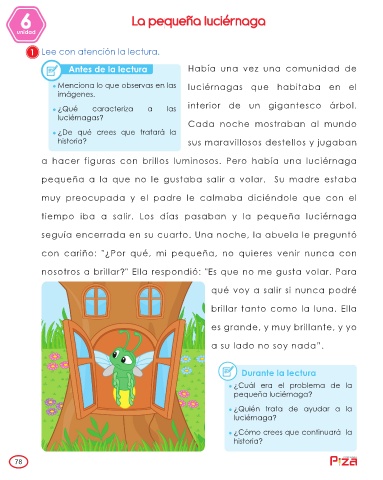 6
unidad
La pequeña luciérnaga
1 Lee con atención la lectura.
Antes de la lectura
• Menciona lo que observas en las
imágenes.
• ¿Qué caracteriza a las
luciérnagas?
• ¿De qué crees que tratará la
historia?
Había una vez una comunidad de
luciérnagas que habitaba en el
interior de un gigantesco árbol.
Cada noche mostraban al mundo
sus maravillosos destellos y jugaban
a hacer figuras con brillos luminosos. Pero había una luciérnaga
pequeña a la que no le gustaba salir a volar. Su madre estaba
muy preocupada y el padre le calmaba diciéndole que con el
tiempo iba a salir. Los días pasaban y la pequeña luciérnaga
seguía encerrada en su cuarto. Una noche, la abuela le preguntó
con cariño: "¿Por qué, mi pequeña, no quieres venir nunca con
nosotros a brillar?" Ella respondió: "Es que no me gusta volar. Para
qué voy a salir si nunca podré
brillar tanto como la luna. Ella
es grande, y muy brillante, y yo
a su lado no soy nada".
Durante la lectura
• ¿Cuál era el problema de la
pequeña luciérnaga?
• ¿Quién trata de ayudar a la
luciérnaga?
• ¿Cómo crees que continuará la
historia?
78
PIZA